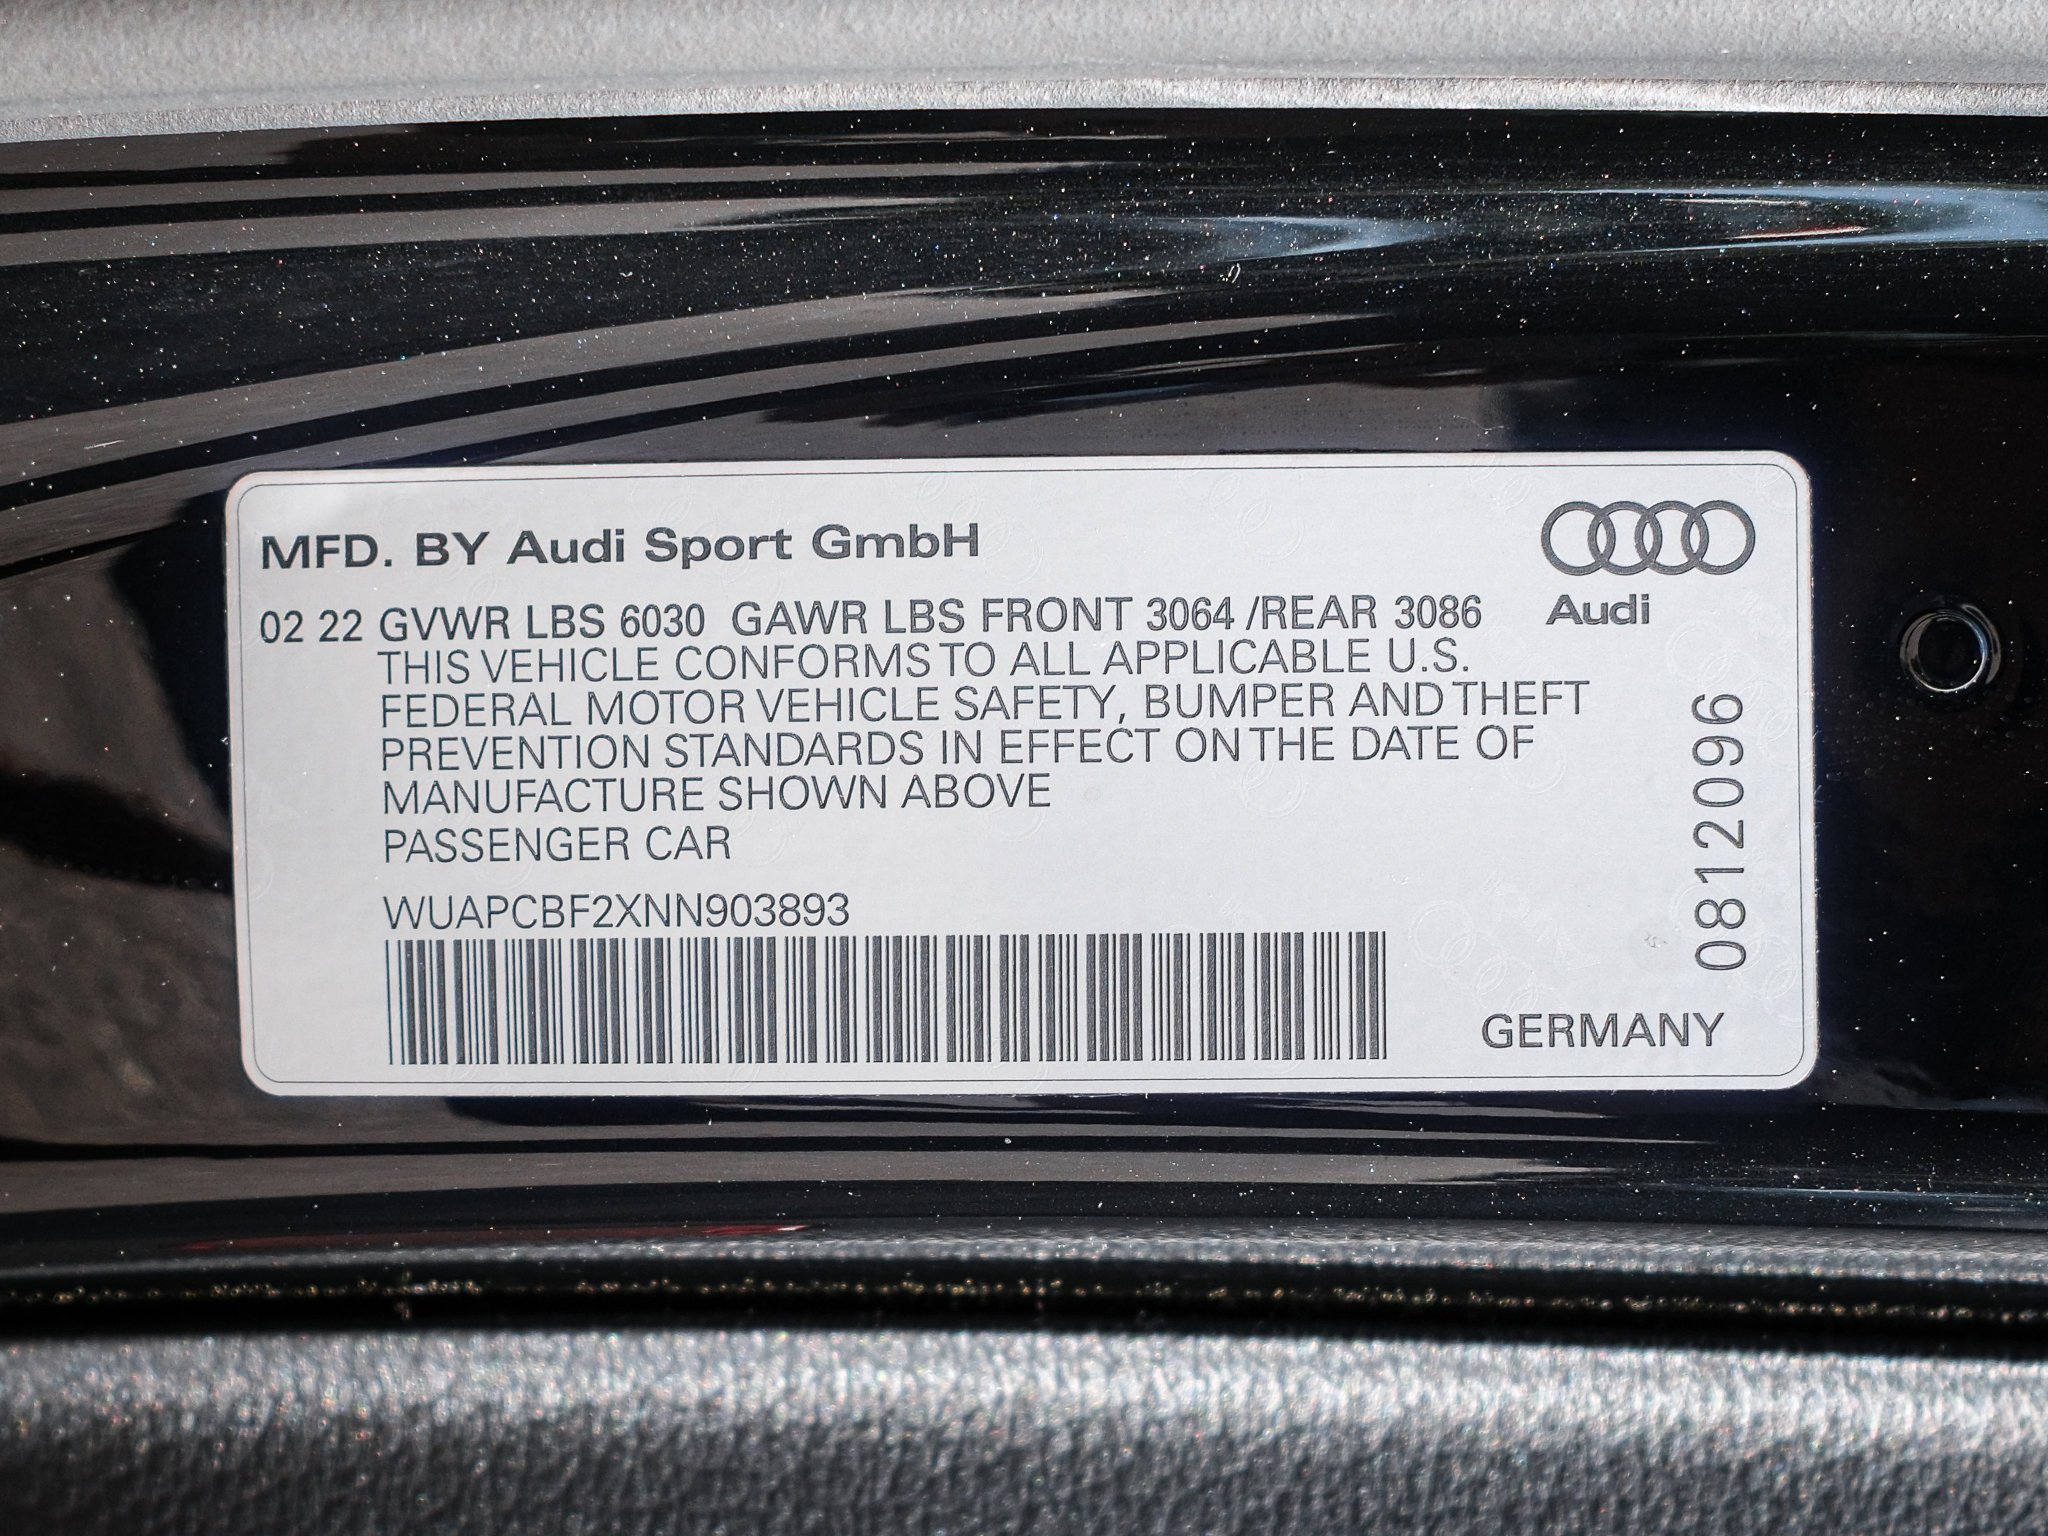 MFD. BY Audi Sport GmbH
02 22 GVWR LBS 6030 GAWR LBS FRONT 3064 /REAR 3086
Audi
THIS VEHICLE CONFORMS TO ALL APPLICABLE U.S.
FEDERAL MOTOR VEHICLE SAFETY, BUMPER AND THEFT
PREVENTION STANDARDS IN EFFECT ON THE DATE OF
MANUFACTURE SHOWN ABOVE
PASSENGER CAR
WUAPCBF2XNN903893
0812096
GERMANY